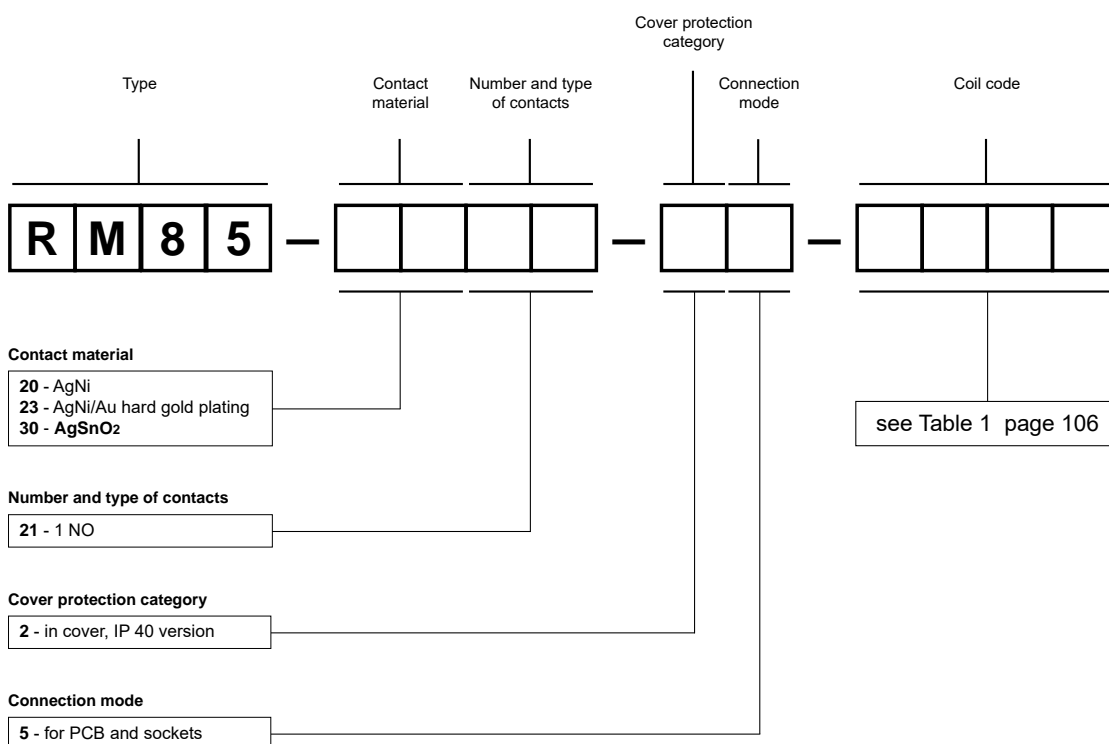 Cover protection
category
Type
Contact
material
Number and type
of contacts
Connection
mode
Coil code
RM85 – –  –
Contact material
20 - AgNi
23 - AgNi/Au hard gold plating
30 - AgSnO2
see Table 1 page 106
Number and type of contacts
21 - 1 NO
Cover protection category
2 - in cover, IP 40 version
Connection mode
5 - for PCB and sockets